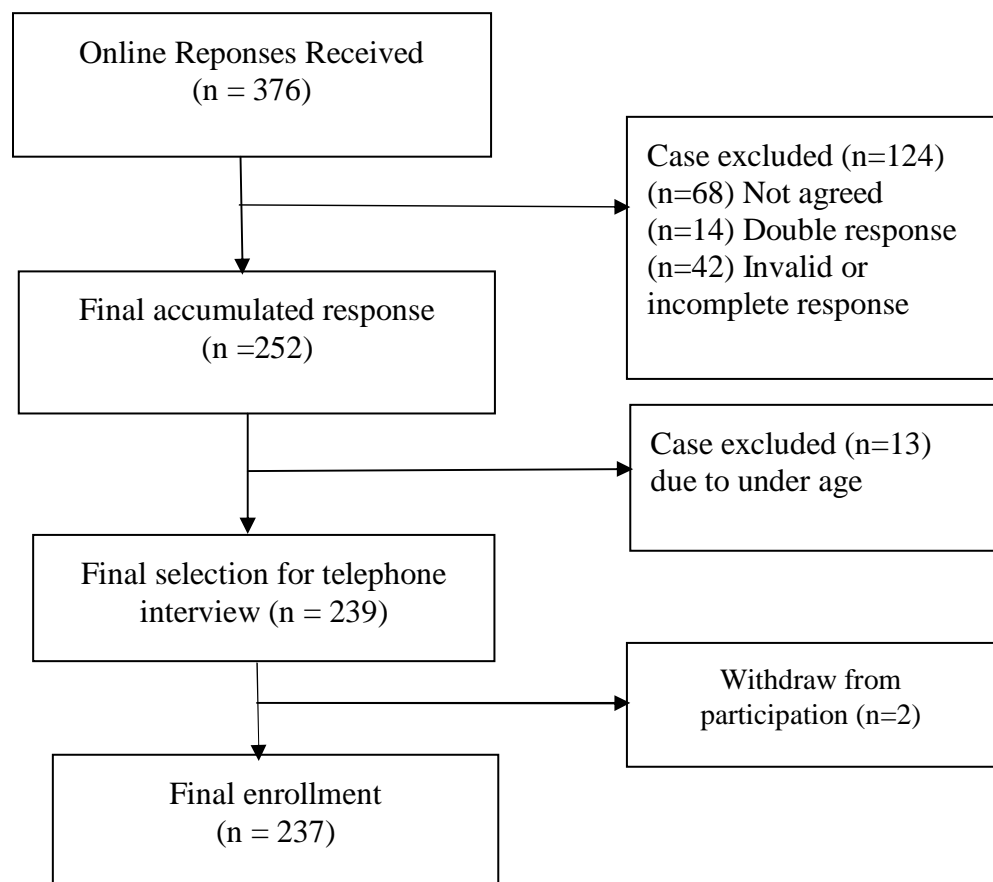 Online Reponses Received
(n = 376)
Case excluded (n=124)
(n=68) Not agreed
(n=14) Double response
(n=42) Invalid or
incomplete response
Final accumulated response
(n =252)
Case excluded (n=13)
due to under age
Final selection for telephone
interview (n = 239)
Withdraw from
participation (n=2)
Final enrollment
(n = 237)